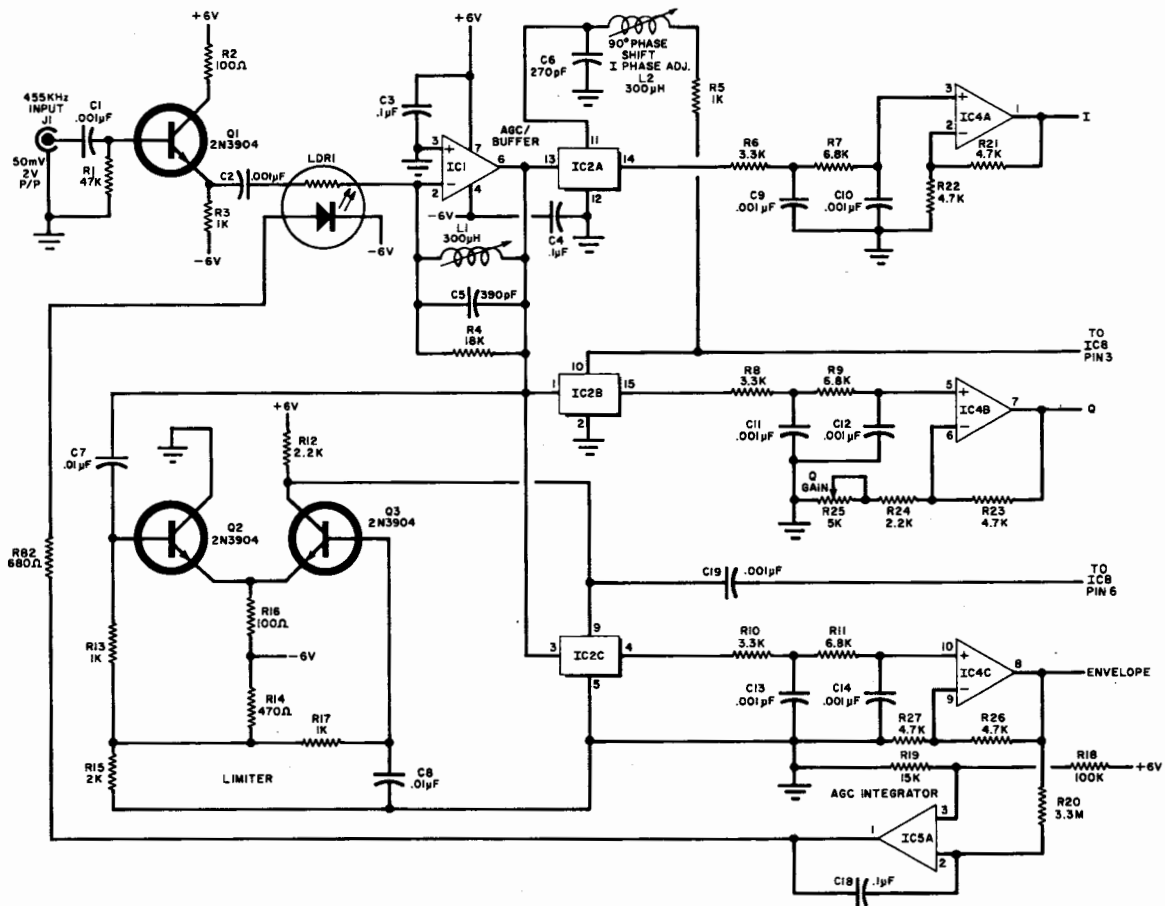 +6V
R2
100Ω
455KHz
INPUT
J1
C1
.001µF
50mV
2V
P/P
R1
47K
Q1
2N3904
C2
.001µF
R3
1K
-6V
LDR1
-6V
+6V
C3
.1µF
3
+
IC1
7
6
-
2
4
AGC/
BUFFER
-6V
L1
300µH
C4
.1µF
C5
390pF
R4
18K
C6
270pF
90° PHASE
SHIFT
I PHASE ADJ.
L2
300µH
R5
1K
11
13
IC2A
14
12
R6
3.3K
R7
6.8K
C9
.001µF
C10
.001µF
3
+
IC4A
1
2
-
I
R21
4.7K
R22
4.7K
TO
IC8
PIN3
10
1
IC2B
15
2
R8
3.3K
R9
6.8K
C11
.001µF
C12
.001µF
5
+
IC4B
7
-
6
Q
Q
GAIN
R25
5K
R24
2.2K
R23
4.7K
+6V
R12
2.2K
C7
.01µF
Q2
2N3904
Q3
2N3904
R82
680Ω
R16
100Ω
-6V
R13
1K
R14
470Ω
R17
1K
R15
2K
LIMITER
C8
.01µF
C19
.001µF
TO
IC8
PIN 6
9
3
IC2C
4
5
R10
3.3K
R11
6.8K
C13
.001µF
C14
.001µF
10
+
IC4C
8
-
9
ENVELOPE
R27
4.7K
R26
4.7K
R19
15K
R18
100K
+6V
AGC INTEGRATOR
R20
3.3M
1
IC5A
3
2
C18
.1µF